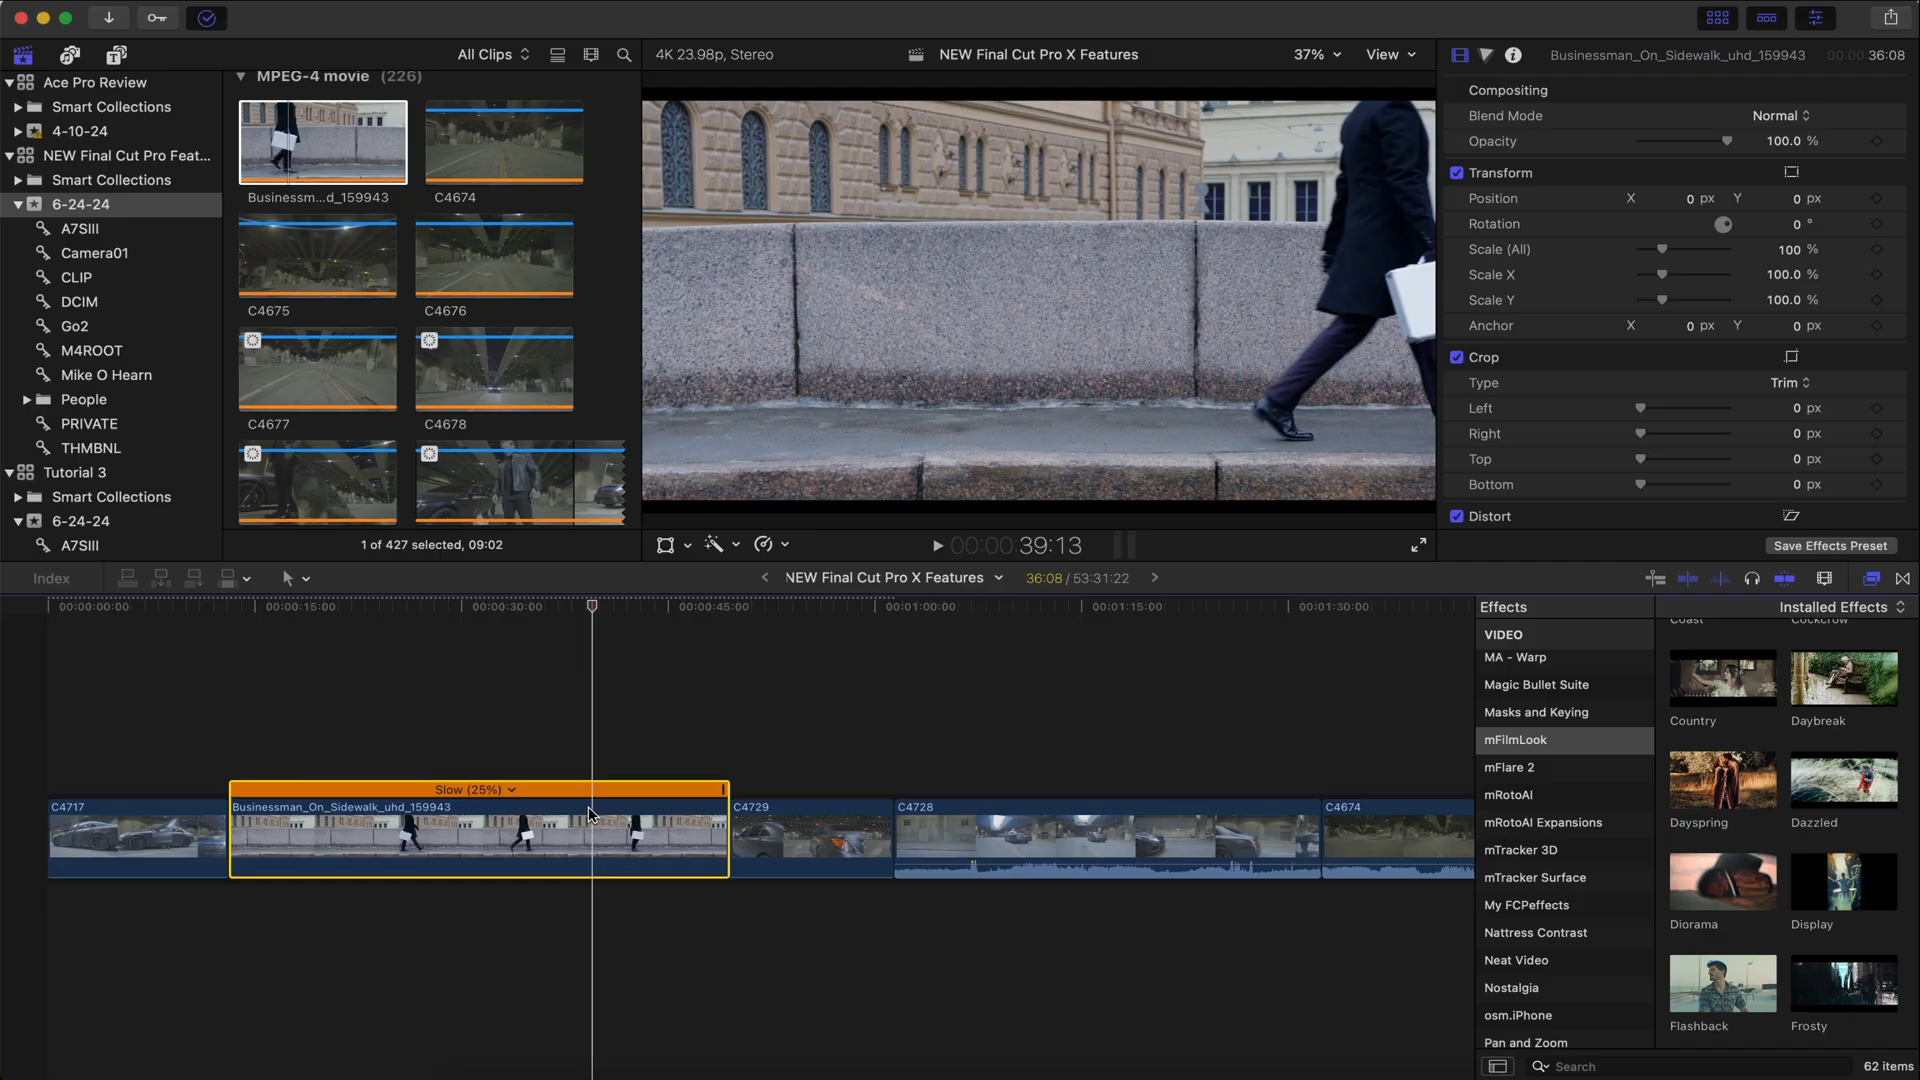 All Clips
4K 23.98p, Stereo
NEW Final Cut Pro X Features
37%
View
Businessman_On_Sidewalk_uhd_159943
00:00:36:08
Ace Pro Review
Smart Collections
4-10-24
NEW Final Cut Pro Feat...
Smart Collections
6-24-24
A7SIII
Camera01
CLIP
DCIM
Go2
M4ROOT
Mike O Hearn
People
PRIVATE
THMBNL
Tutorial 3
Smart Collections
6-24-24
A7SIII
MPEG-4 movie (226)
Businessm...d_159943
C4674
C4675
C4676
C4677
C4678
1 of 427 selected, 09:02
00:00:39:13
Compositing
Blend Mode
Normal
Opacity
100.0 %
Transform
Position
X
0 px
Y
0 px
Rotation
0 °
Scale (All)
100 %
Scale X
100.0 %
Scale Y
100.0 %
Anchor
X
0 px
Y
0 px
Crop
Type
Trim
Left
0 px
Right
0 px
Top
0 px
Bottom
0 px
Distort
Save Effects Preset
Index
NEW Final Cut Pro X Features
36:08 / 53:31:22
00:00:00:00
00:00:15:00
00:00:30:00
00:00:45:00
00:01:00:00
00:01:15:00
00:01:30:00
Slow (25%)
C4717
Businessman_On_Sidewalk_uhd_159943
C4729
C4728
C4674
Effects
Installed Effects
VIDEO
MA - Warp
Magic Bullet Suite
Masks and Keying
mFilmLook
mFlare 2
mRotoAI
mRotoAI Expansions
mTracker 3D
mTracker Surface
My FCPeffects
Nattress Contrast
Neat Video
Nostalgia
osm.iPhone
Pan and Zoom
Coast
Cockcrow
Country
Daybreak
Dayspring
Dazzled
Diorama
Display
Flashback
Frosty
Search
62 items